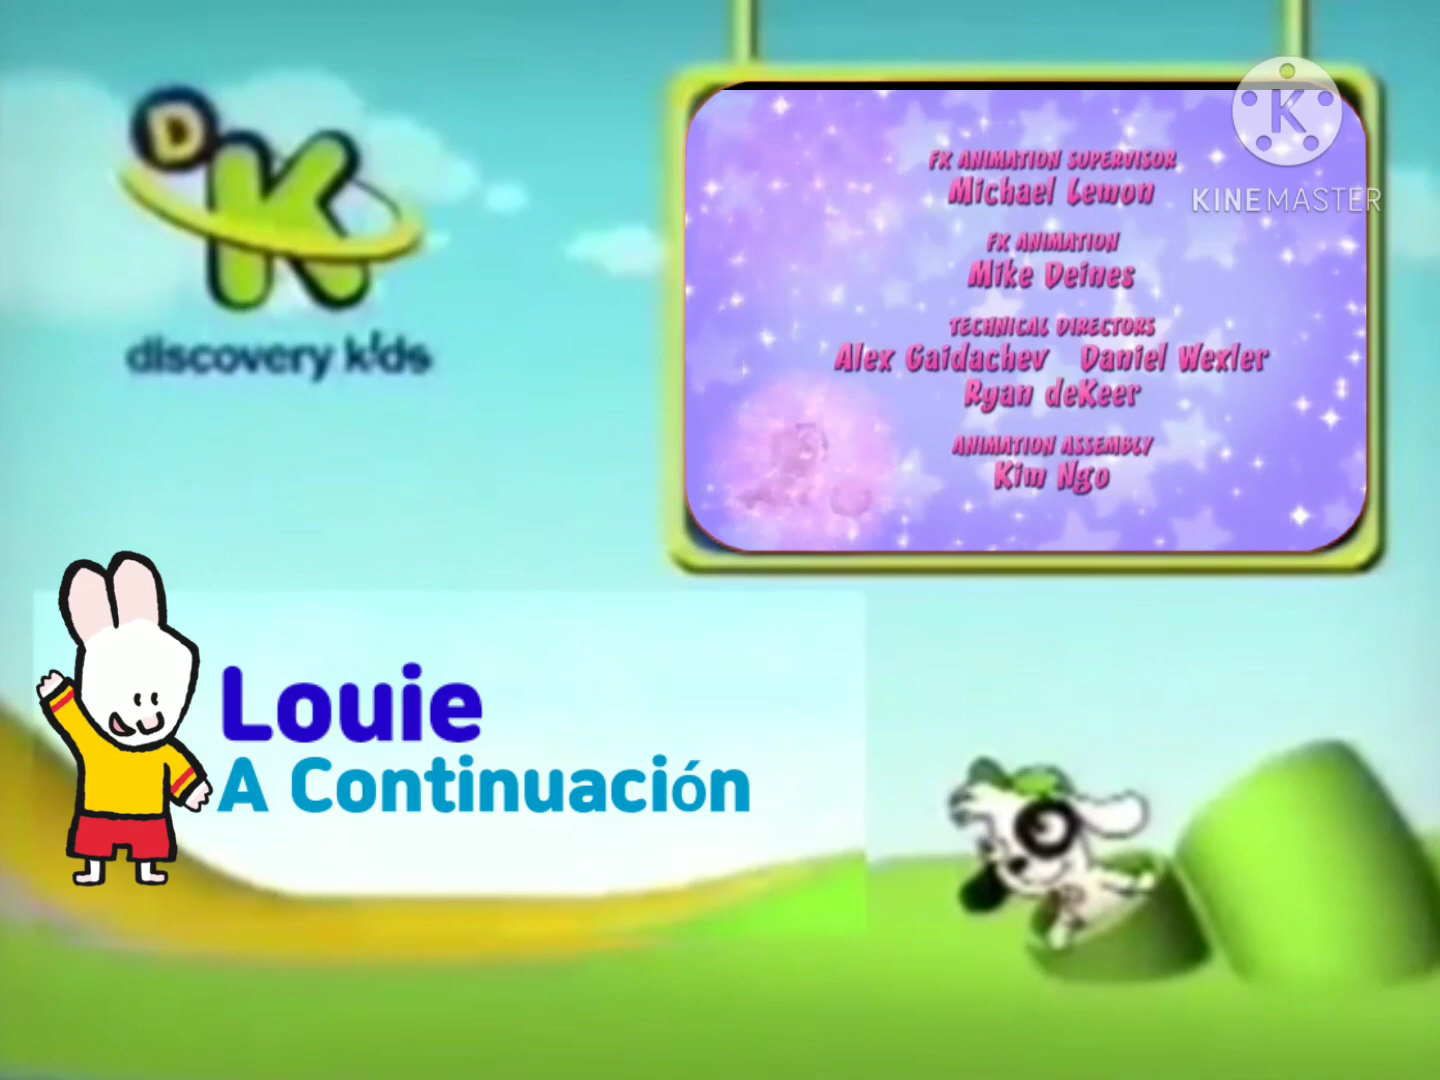 D
K
discovery kids
FX ANIMATION SUPERVISOR
Michael Lemon
FX ANIMATION
Mike Deines
TECHNICAL DIRECTORS
Alex Gaidachev Daniel Wexler
Ryan deKeer
ANIMATION ASSEMBLY
Kim Ngo
K
KINEMASTER
Louie
A Continuación